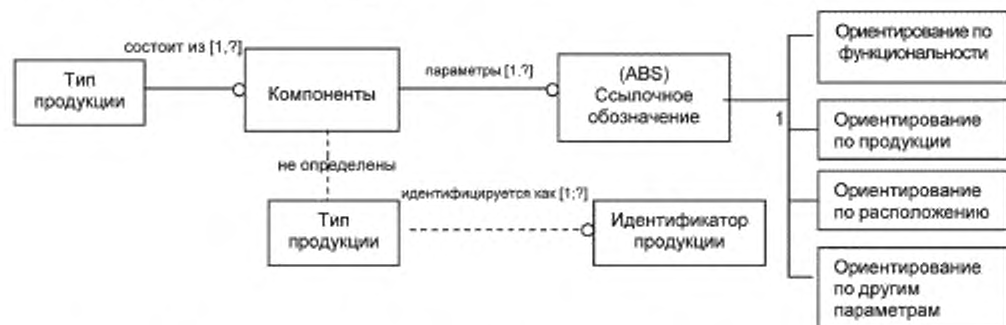 состоит из [1,?]
Тип
продукции
Компоненты
параметры [1.?]
(ABS)
Ссылочное
обозначение
1
Ориентирование по
функциональности
Ориентирование
по продукции
Ориентирование
по расположению
Ориентирование
по другим
параметрам
не определены
Тип
продукции
идентифицируется как [1;?]
Идентификатор
продукции